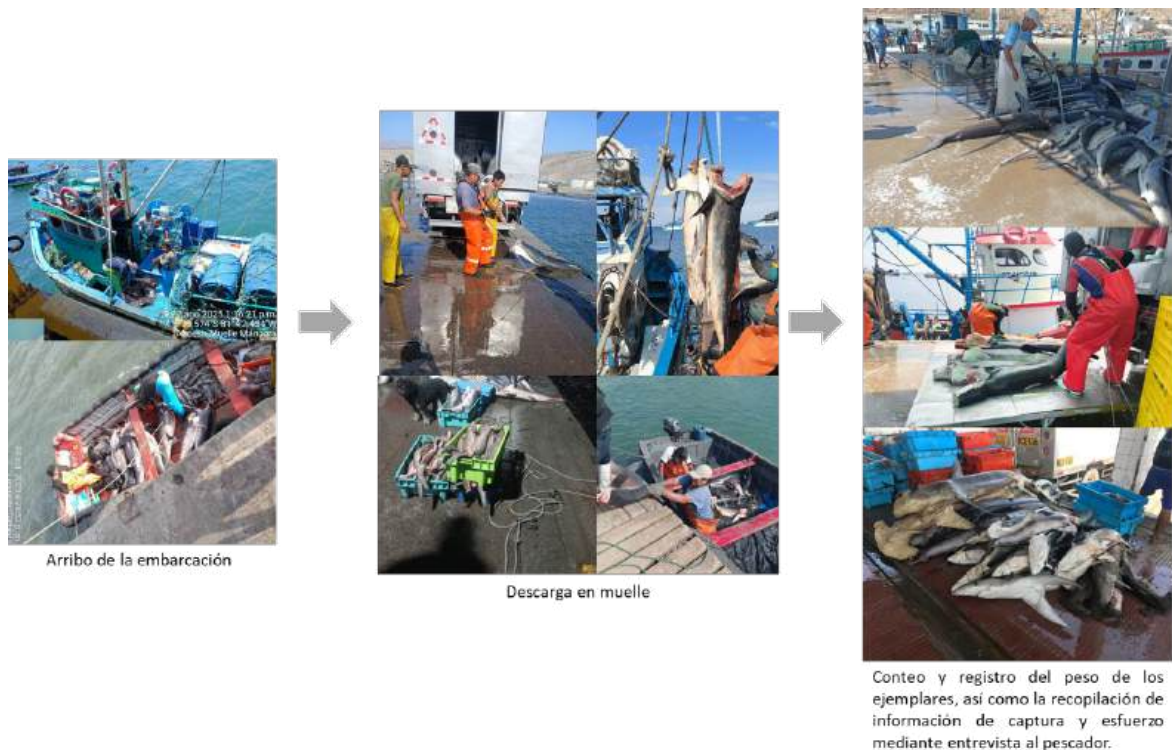 Arribo de la embarcación
Descarga en muelle
Conteo y registro del peso de los
ejemplares, así como la recopilación de
información de captura y esfuerzo
mediante entrevista al pescador.